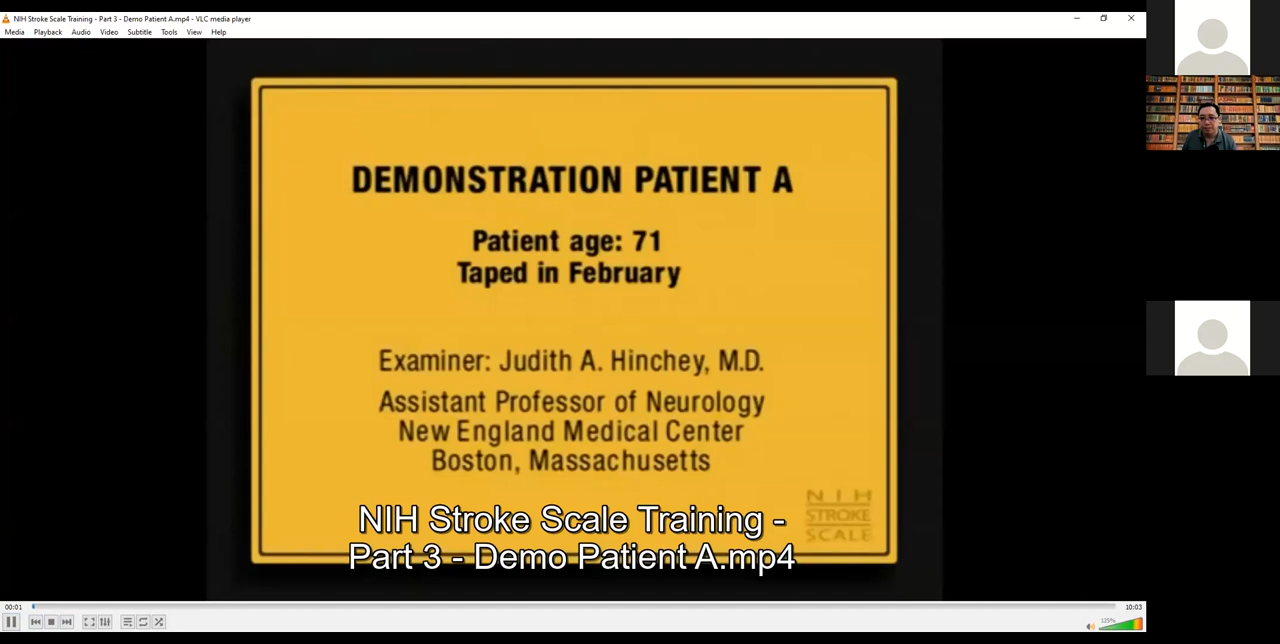 NIH Stroke Scale Training - Part 3 - Demo Patient A.mp4 - VLC media player
Media Playback Audio Video Subtitle Tools View Help
DEMONSTRATION PATIENT A
Patient age: 71
Taped in February
Examiner: Judith A. Hinchey, M.D.
Assistant Professor of Neurology
New England Medical Center
Boston, Massachusetts
NIH
STROKE
SCALE
NIH Stroke Scale Training -
Part 3 - Demo Patient A.mp4
00:01
10:03
125%